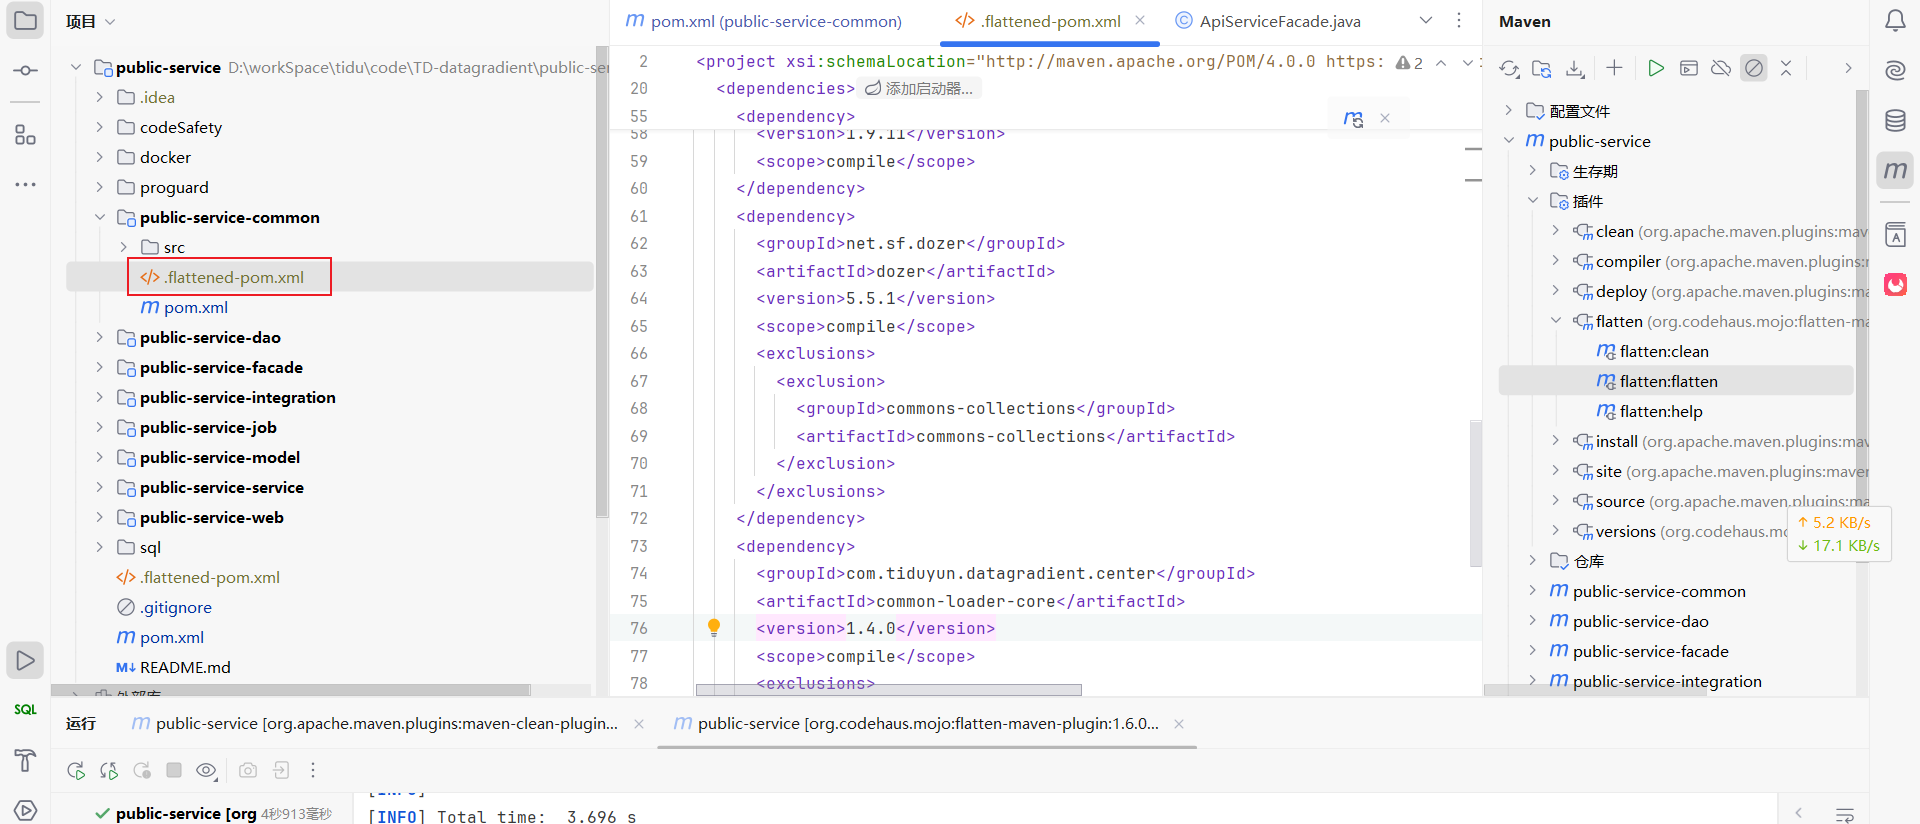 项目
public-service D:\workSpace\tidu\code\TD-datagradient\public-se
.idea
codeSafety
docker
proguard
public-service-common
src
</> .flattened-pom.xml
m pom.xml
public-service-dao
public-service-facade
public-service-integration
public-service-job
public-service-model
public-service-service
public-service-web
sql
</> .flattened-pom.xml
.gitignore
m pom.xml
M↓ README.md
外部库
m pom.xml (public-service-common)
</> .flattened-pom.xml
© ApiServiceFacade.java
2 <project xsi:schemaLocation="http://maven.apache.org/POM/4.0.0 https: 2
20 <dependencies> 添加启动器...
55 <dependency>
58 <version>1.9.11</version>
59 <scope>compile</scope>
60 </dependency>
61 <dependency>
62 <groupId>net.sf.dozer</groupId>
63 <artifactId>dozer</artifactId>
64 <version>5.5.1</version>
65 <scope>compile</scope>
66 <exclusions>
67 <exclusion>
68 <groupId>commons-collections</groupId>
69 <artifactId>commons-collections</artifactId>
70 </exclusion>
71 </exclusions>
72 </dependency>
73 <dependency>
74 <groupId>com.tiduyun.datagradient.center</groupId>
75 <artifactId>common-loader-core</artifactId>
76 <version>1.4.0</version>
77 <scope>compile</scope>
78 <exclusions>
Maven
配置文件
m public-service
生存期
插件
clean (org.apache.maven.plugins:mav
compiler (org.apache.maven.plugins:r
deploy (org.apache.maven.plugins:ma
flatten (org.codehaus.mojo:flatten-ma
flatten:clean
flatten:flatten
flatten:help
install (org.apache.maven.plugins:mav
site (org.apache.maven.plugins:maver
source (org.apache.maven.plugins:ma
versions (org.codehaus.mo
↑ 5.2 KB/s
↓ 17.1 KB/s
仓库
m public-service-common
m public-service-dao
m public-service-facade
m public-service-integration
SQL
运行
m public-service [org.apache.maven.plugins:maven-clean-plugin...
m public-service [org.codehaus.mojo:flatten-maven-plugin:1.6.0...
public-service [org 4秒913毫秒
[INFO]
[INFO] Total time:  3.696 s